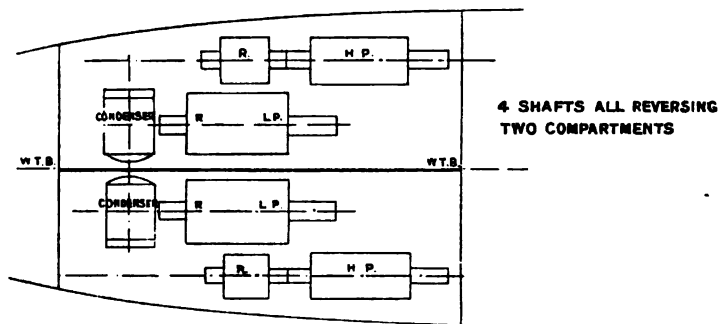 R. H P.
CONDENSER R L P.
4 SHAFTS ALL REVERSING
TWO COMPARTMENTS
W T.B. W T.B.
CONDENSER R L P.
R. H P.